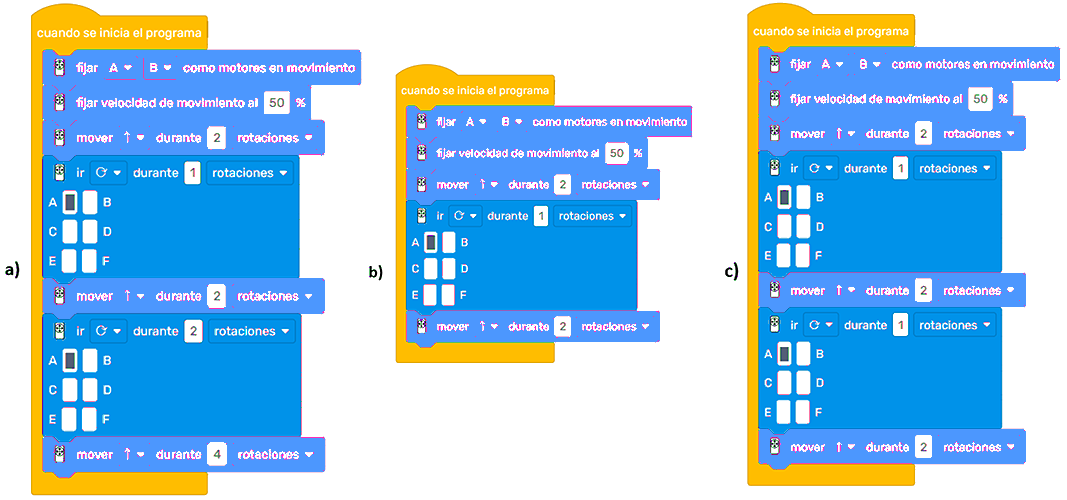 a)
cuando se inicia el programa
fijar A B como motores en movimiento
fijar velocidad de movimiento al 50 %
mover ↑ durante 2 rotaciones
ir durante 1 rotaciones
A B
C D
E F
mover ↑ durante 2 rotaciones
ir durante 2 rotaciones
A B
C D
E F
mover ↑ durante 4 rotaciones
b)
cuando se inicia el programa
fijar A B como motores en movimiento
fijar velocidad de movimiento al 50 %
mover ↑ durante 2 rotaciones
ir durante 1 rotaciones
A B
C D
E F
mover ↑ durante 2 rotaciones
c)
cuando se inicia el programa
fijar A B como motores en movimiento
fijar velocidad de movimiento al 50 %
mover ↑ durante 2 rotaciones
ir durante 1 rotaciones
A B
C D
E F
mover ↑ durante 2 rotaciones
ir durante 1 rotaciones
A B
C D
E F
mover ↑ durante 2 rotaciones